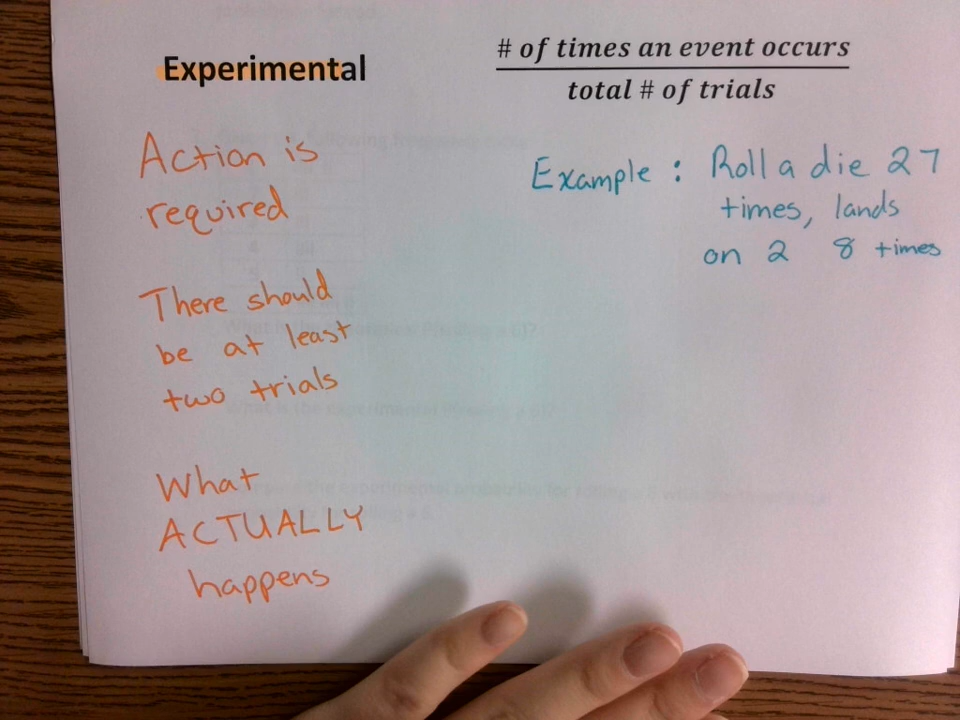 Experimental
# of times an event occurs
total # of trials
Action is
required
There should
be at least
two trials
What
ACTUALLY
happens
Example : Roll a die 27
times, lands
on 2 8 times